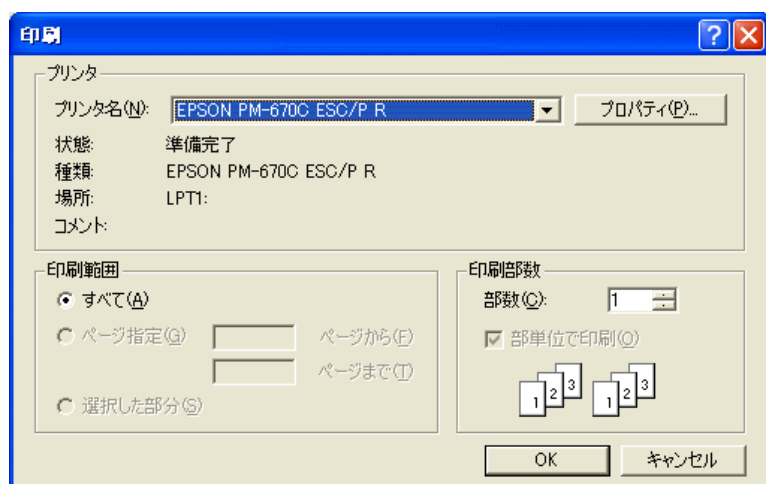 印刷
プリンタ
プリンタ名(N): EPSON PM-670C ESC/P R プロパティ(P)...
状態: 準備完了
種類: EPSON PM-670C ESC/P R
場所: LPT1:
コメント:
印刷範囲
すべて(A)
ページ指定(G) ページから(F)
ページまで(T)
選択した部分(S)
印刷部数
部数(C): 1
部単位で印刷(O)
1 2 3 1 2 3
OK キャンセル